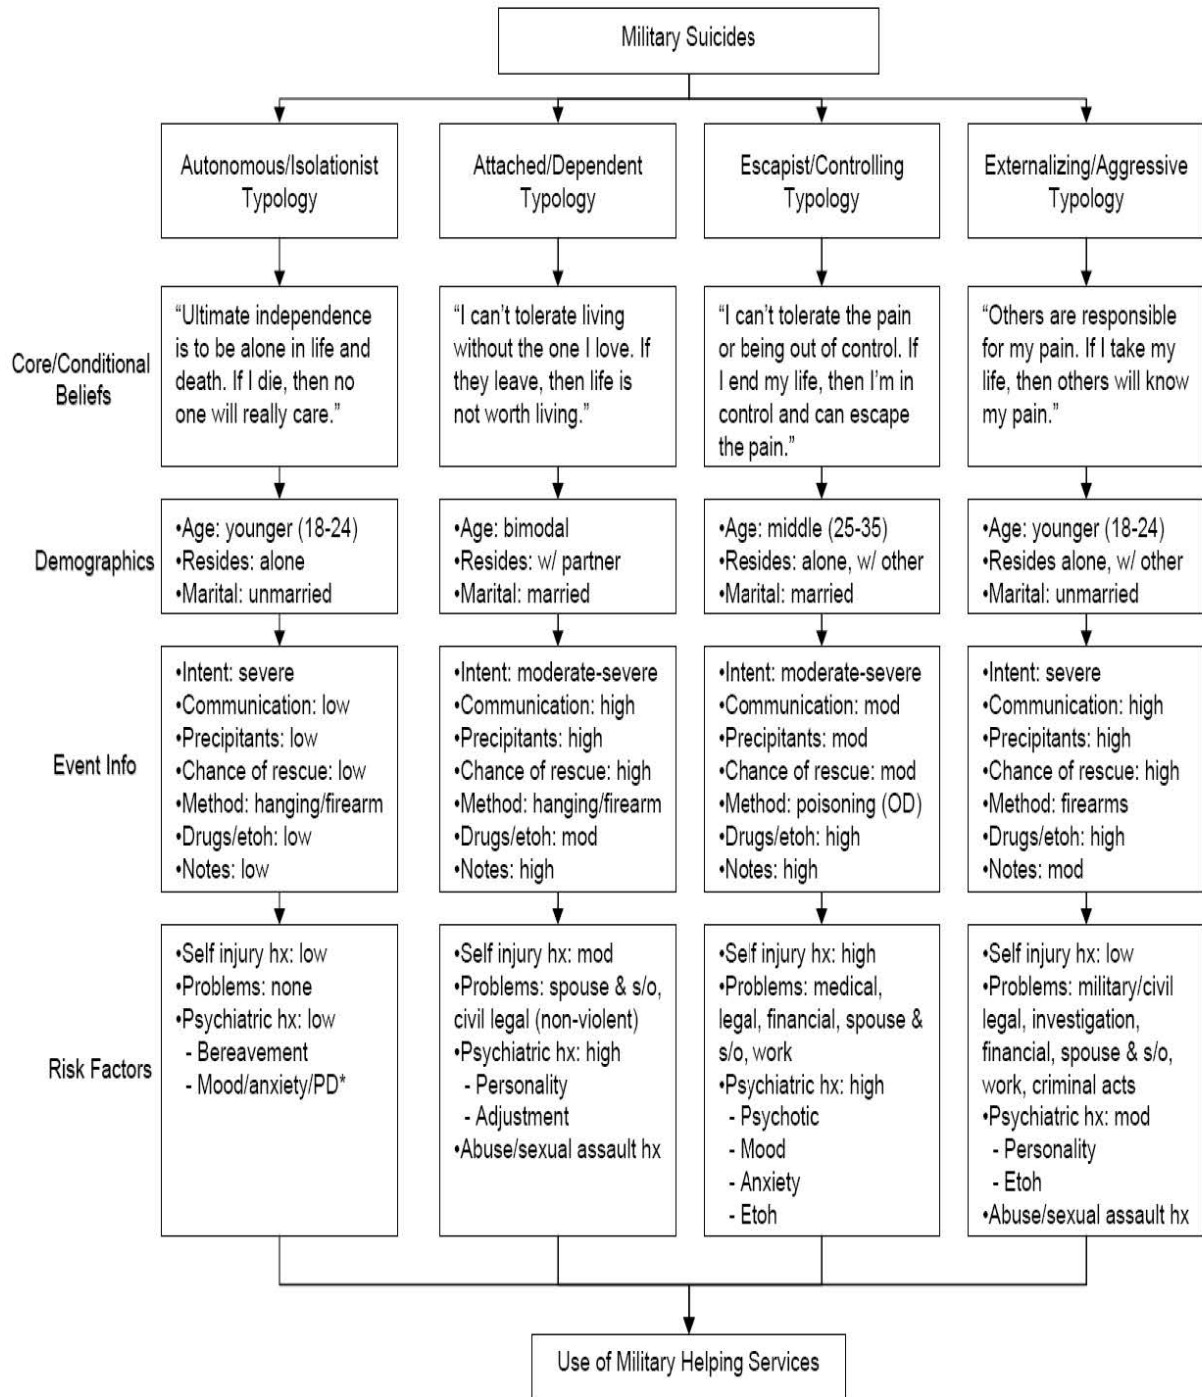 Military Suicides
Autonomous/Isolationist
Typology
Attached/Dependent
Typology
Escapist/Controlling
Typology
Externalizing/Aggressive
Typology
Core/Conditional
Beliefs
“Ultimate independence
is to be alone in life and
death. If I die, then no
one will really care.”
“I can’t tolerate living
without the one I love. If
they leave, then life is
not worth living.”
“I can’t tolerate the pain
or being out of control. If
I end my life, then I’m in
control and can escape
the pain.”
“Others are responsible
for my pain. If I take my
life, then others will know
my pain.”
Demographics
•Age: younger (18-24)
•Resides: alone
•Marital: unmarried
•Age: bimodal
•Resides: w/ partner
•Marital: married
•Age: middle (25-35)
•Resides: alone, w/ other
•Marital: married
•Age: younger (18-24)
•Resides alone, w/ other
•Marital: unmarried
Event Info
•Intent: severe
•Communication: low
•Precipitants: low
•Chance of rescue: low
•Method: hanging/firearm
•Drugs/etoh: low
•Notes: low
•Intent: moderate-severe
•Communication: high
•Precipitants: high
•Chance of rescue: high
•Method: hanging/firearm
•Drugs/etoh: mod
•Notes: high
•Intent: moderate-severe
•Communication: mod
•Precipitants: mod
•Chance of rescue: mod
•Method: poisoning (OD)
•Drugs/etoh: high
•Notes: high
•Intent: severe
•Communication: high
•Precipitants: high
•Chance of rescue: high
•Method: firearms
•Drugs/etoh: high
•Notes: mod
Risk Factors
•Self injury hx: low
•Problems: none
•Psychiatric hx: low
- Bereavement
- Mood/anxiety/PD*
•Self injury hx: mod
•Problems: spouse & s/o,
civil legal (non-violent)
•Psychiatric hx: high
- Personality
- Adjustment
•Abuse/sexual assault hx
•Self injury hx: high
•Problems: medical,
legal, financial, spouse &
s/o, work
•Psychiatric hx: high
- Psychotic
- Mood
- Anxiety
- Etoh
•Self injury hx: low
•Problems: military/civil
legal, investigation,
financial, spouse & s/o,
work, criminal acts
•Psychiatric hx: mod
- Personality
- Etoh
•Abuse/sexual assault hx
Use of Military Helping Services